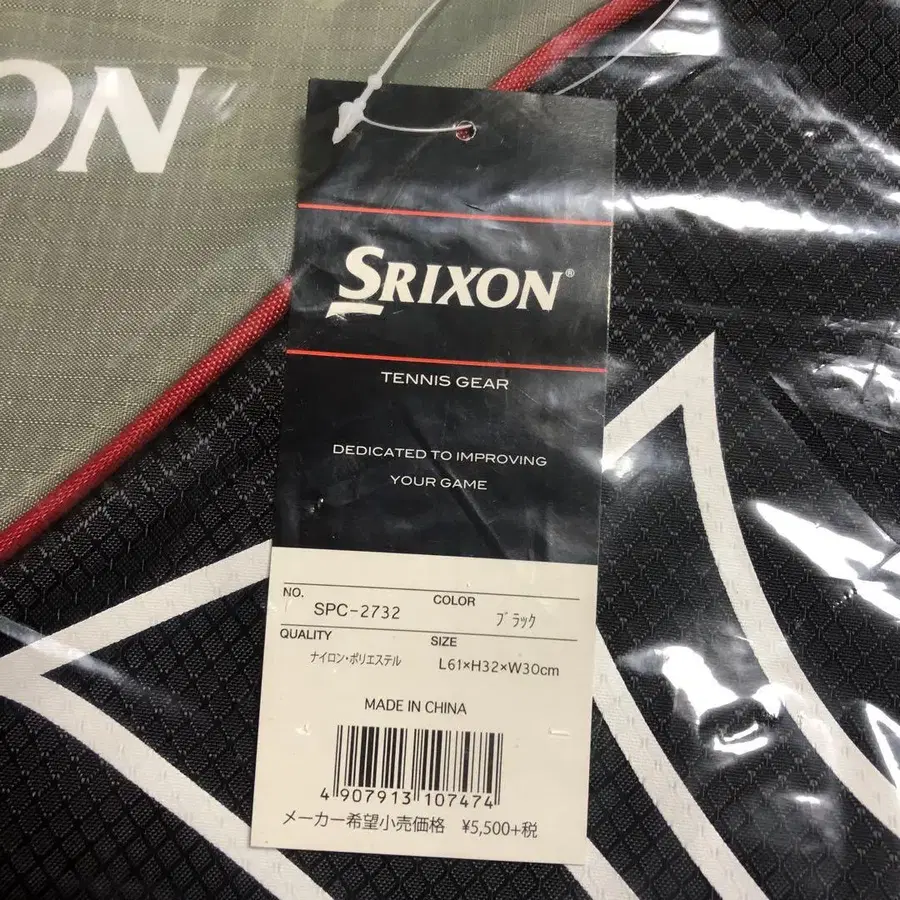 ON
SRIXON®
TENNIS GEAR
DEDICATED TO IMPROVING
YOUR GAME
NO. SPC-2732 COLOR ブラック
QUALITY ナイロン・ポリエステル SIZE L61×H32×W30cm
MADE IN CHINA
4 907913 107474
メーカー希望小売価格 ¥5,500+税